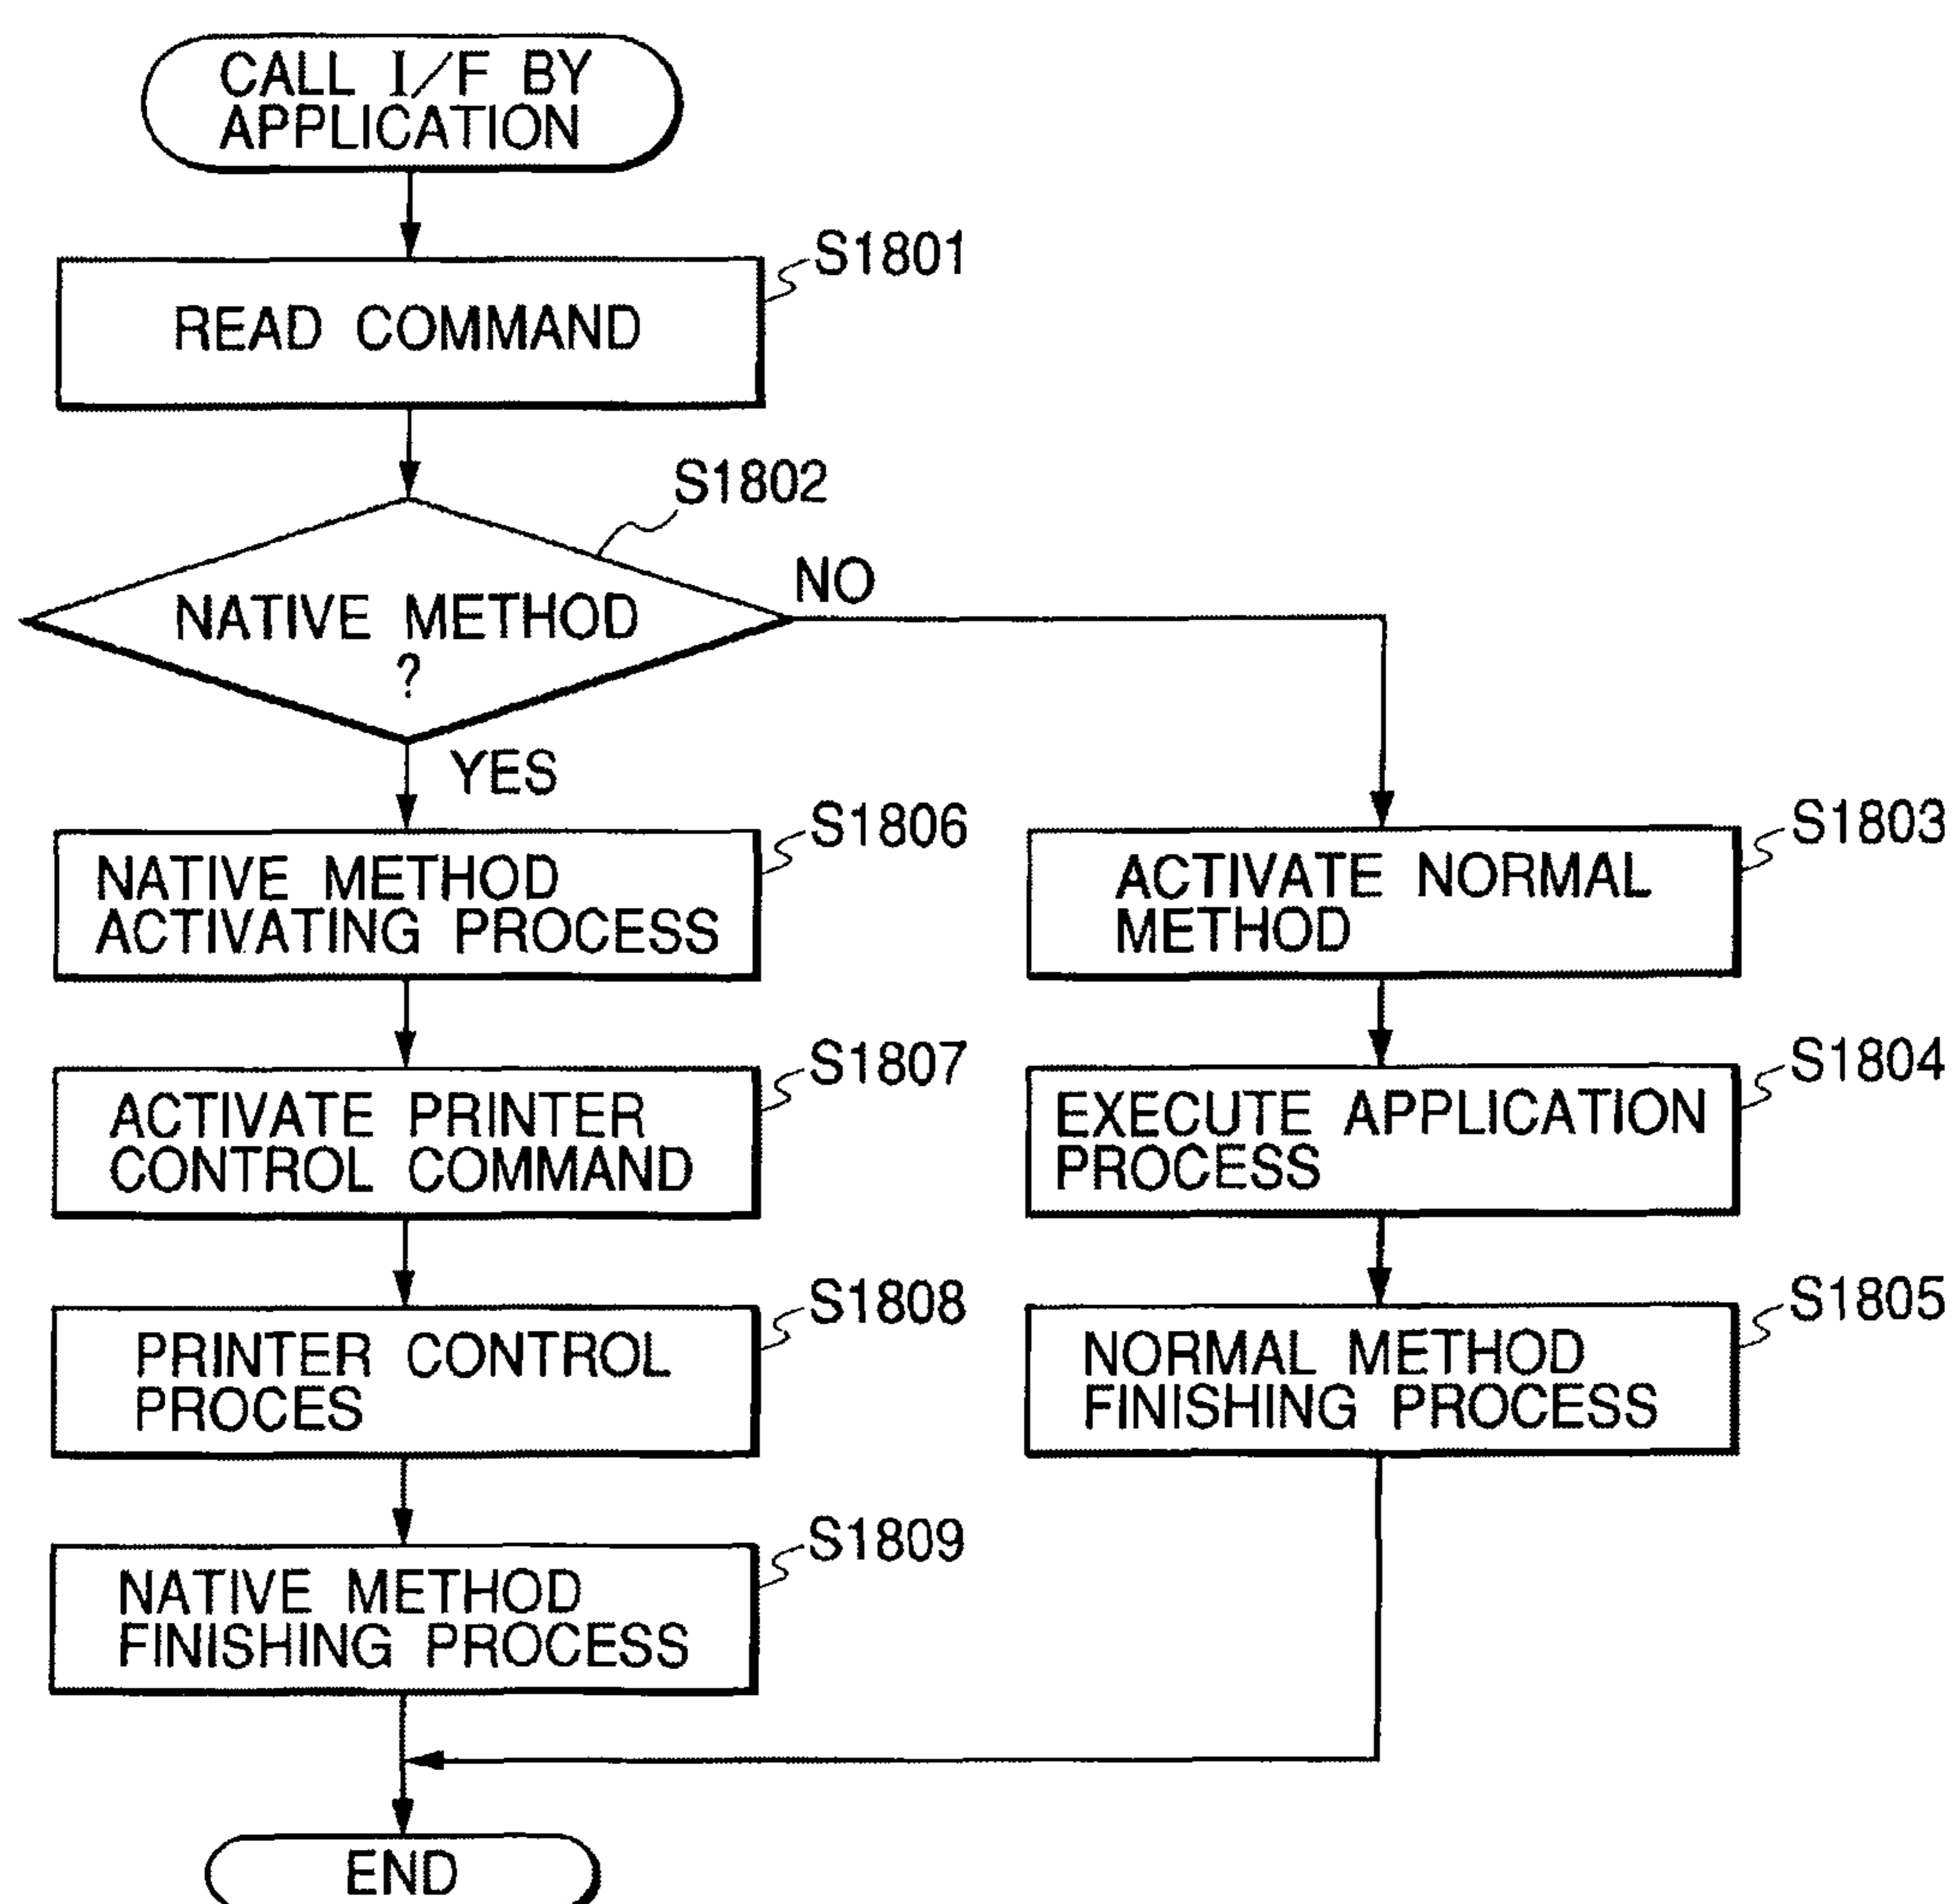 CALL I/F BY
APPLICATION
S1801
READ COMMAND
S1802
NATIVE METHOD
?
NO
YES
S1806
NATIVE METHOD
ACTIVATING PROCESS
S1803
ACTIVATE NORMAL
METHOD
S1807
ACTIVATE PRINTER
CONTROL COMMAND
S1804
EXECUTE APPLICATION
PROCESS
S1808
PRINTER CONTROL
PROCES
S1805
NORMAL METHOD
FINISHING PROCESS
S1809
NATIVE METHOD
FINISHING PROCESS
END